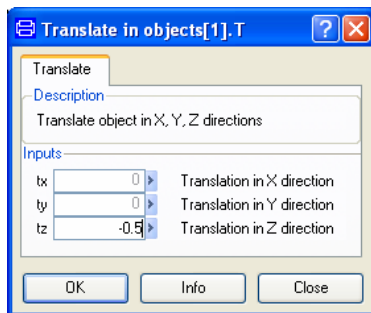 Translate in objects[1].T
Translate
Description
Translate object in X, Y, Z directions
Inputs
tx 0 Translation in X direction
ty 0 Translation in Y direction
tz -0.5 Translation in Z direction
OK Info Close